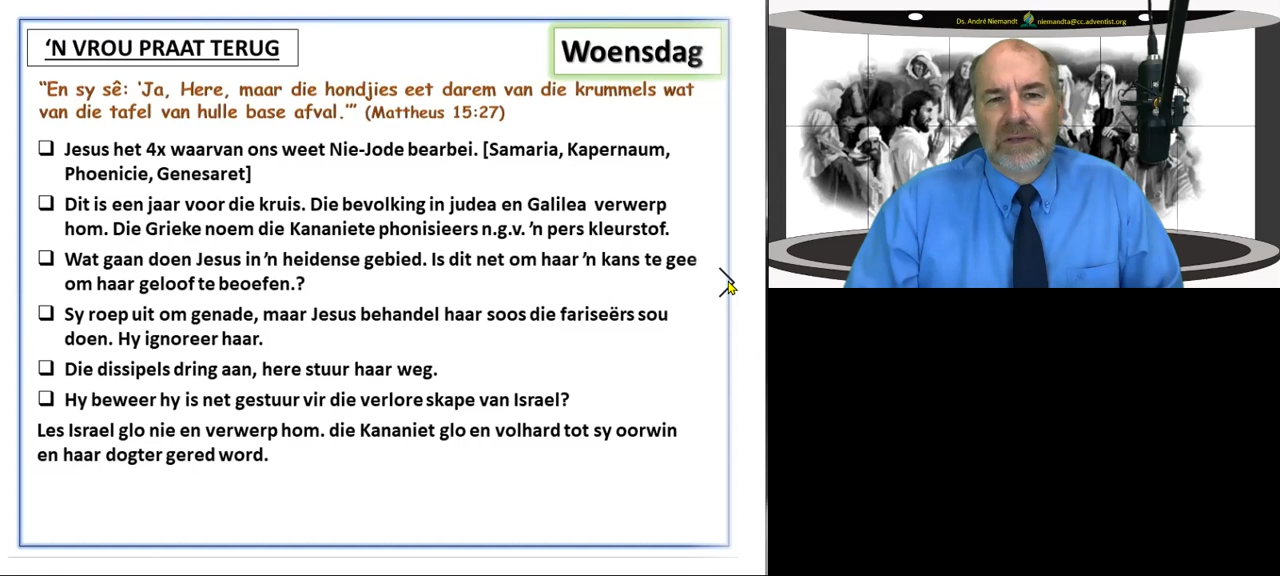 ‘N VROU PRAAT TERUG
Woensdag
“En sy sê: ‘Ja, Here, maar die hondjies eet darem van die krummels wat
van die tafel van hulle base afval.’” (Mattheus 15:27)
Jesus het 4x waarvan ons weet Nie-Jode bearbei. [Samaria, Kapernaum,
Phoenicie, Genesaret]
Dit is een jaar voor die kruis. Die bevolking in judea en Galilea verwerp
hom. Die Grieke noem die Kananiete phonisieers n.g.v. ’n pers kleurstof.
Wat gaan doen Jesus in ’n heidense gebied. Is dit net om haar ’n kans te gee
om haar geloof te beoefen.?
Sy roep uit om genade, maar Jesus behandel haar soos die fariseërs sou
doen. Hy ignoreer haar.
Die dissipels dring aan, here stuur haar weg.
Hy beweer hy is net gestuur vir die verlore skape van Israel?
Les Israel glo nie en verwerp hom. die Kananiet glo en volhard tot sy oorwin
en haar dogter gered word.
Ds. André Niemandt niemandta@cc.adventist.org